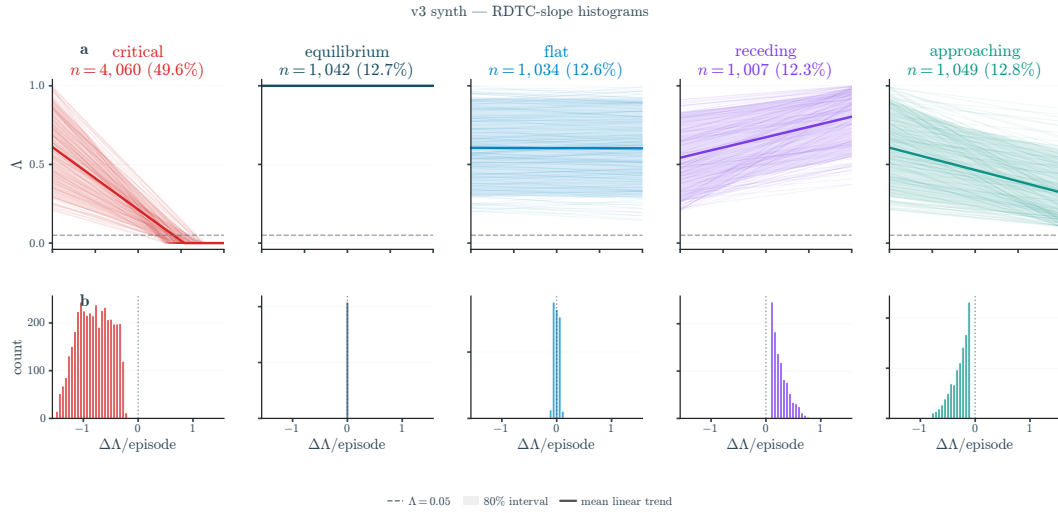 v3 synth — RDTC-slope histograms
a
critical
n = 4,060 (49.6%)
equilibrium
n = 1,042 (12.7%)
flat
n = 1,034 (12.6%)
receding
n = 1,007 (12.3%)
approaching
n = 1,049 (12.8%)
1.0
0.5
0.0
Λ
b
200
100
0
count
−1 0 1
−1 0 1
−1 0 1
−1 0 1
−1 0 1
ΔΛ/episode
ΔΛ/episode
ΔΛ/episode
ΔΛ/episode
ΔΛ/episode
Λ = 0.05 80% interval mean linear trend